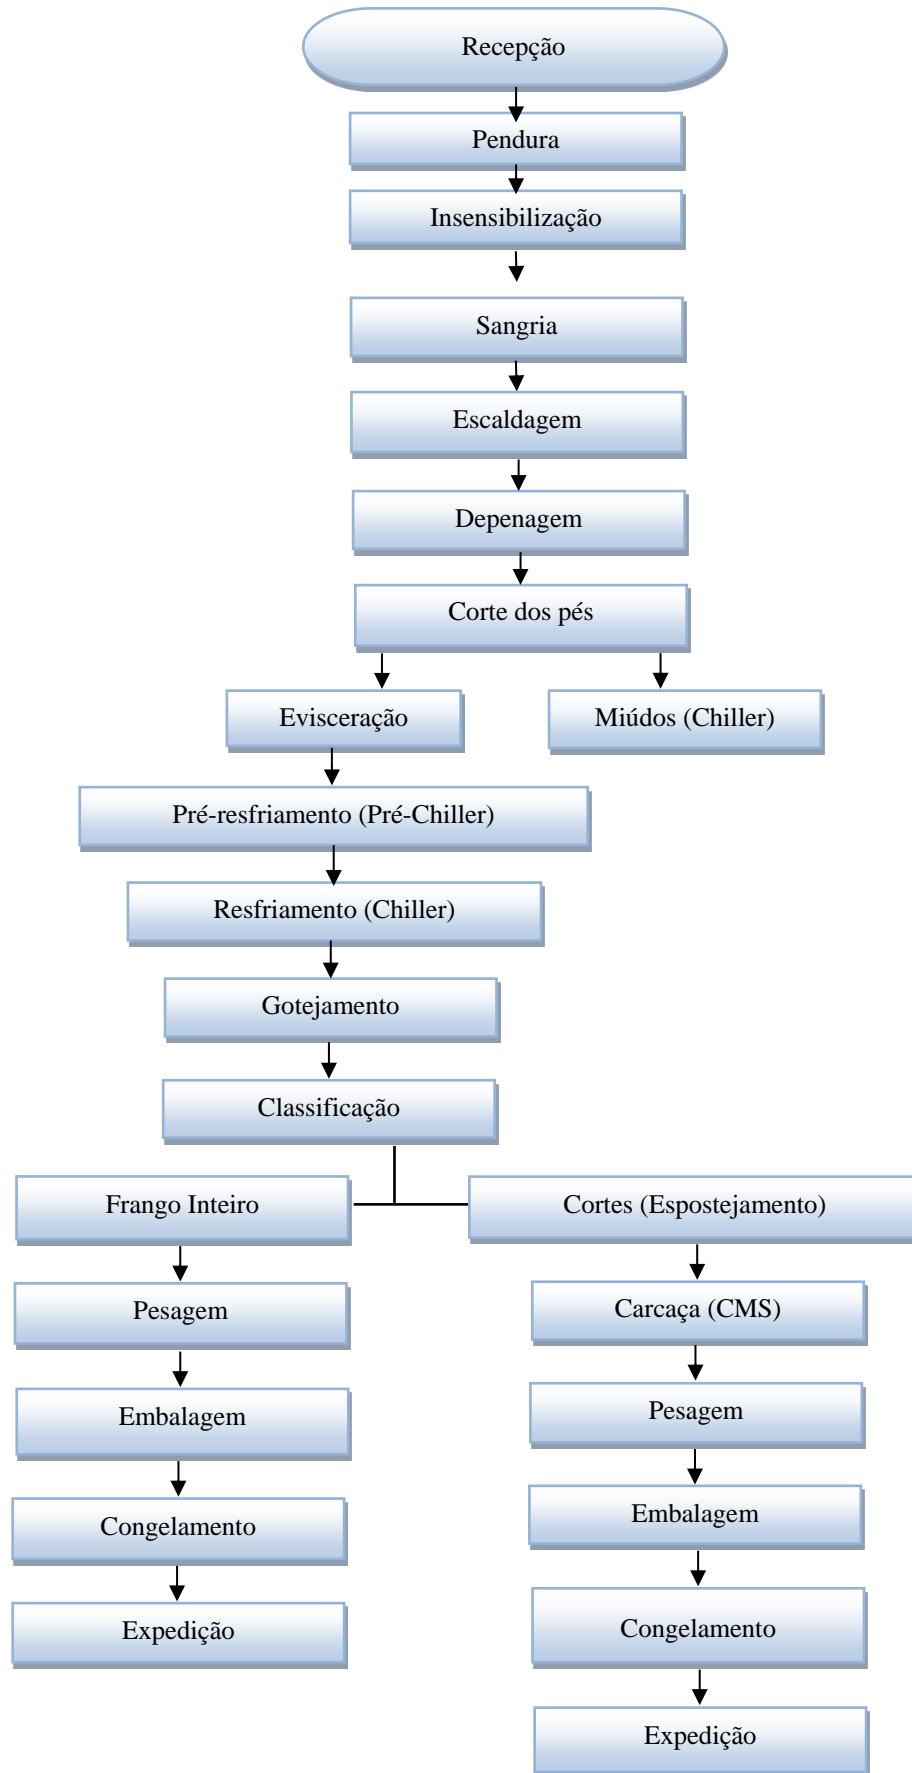 Recepção
Pendura
Insensibilização
Sangria
Escaldagem
Depenagem
Corte dos pés
Evisceração
Miúdos (Chiller)
Pré-resfriamento (Pré-Chiller)
Resfriamento (Chiller)
Gotejamento
Classificação
Frango Inteiro
Pesagem
Embalagem
Congelamento
Expedição
Cortes (Espostejamento)
Carcaça (CMS)
Pesagem
Embalagem
Congelamento
Expedição